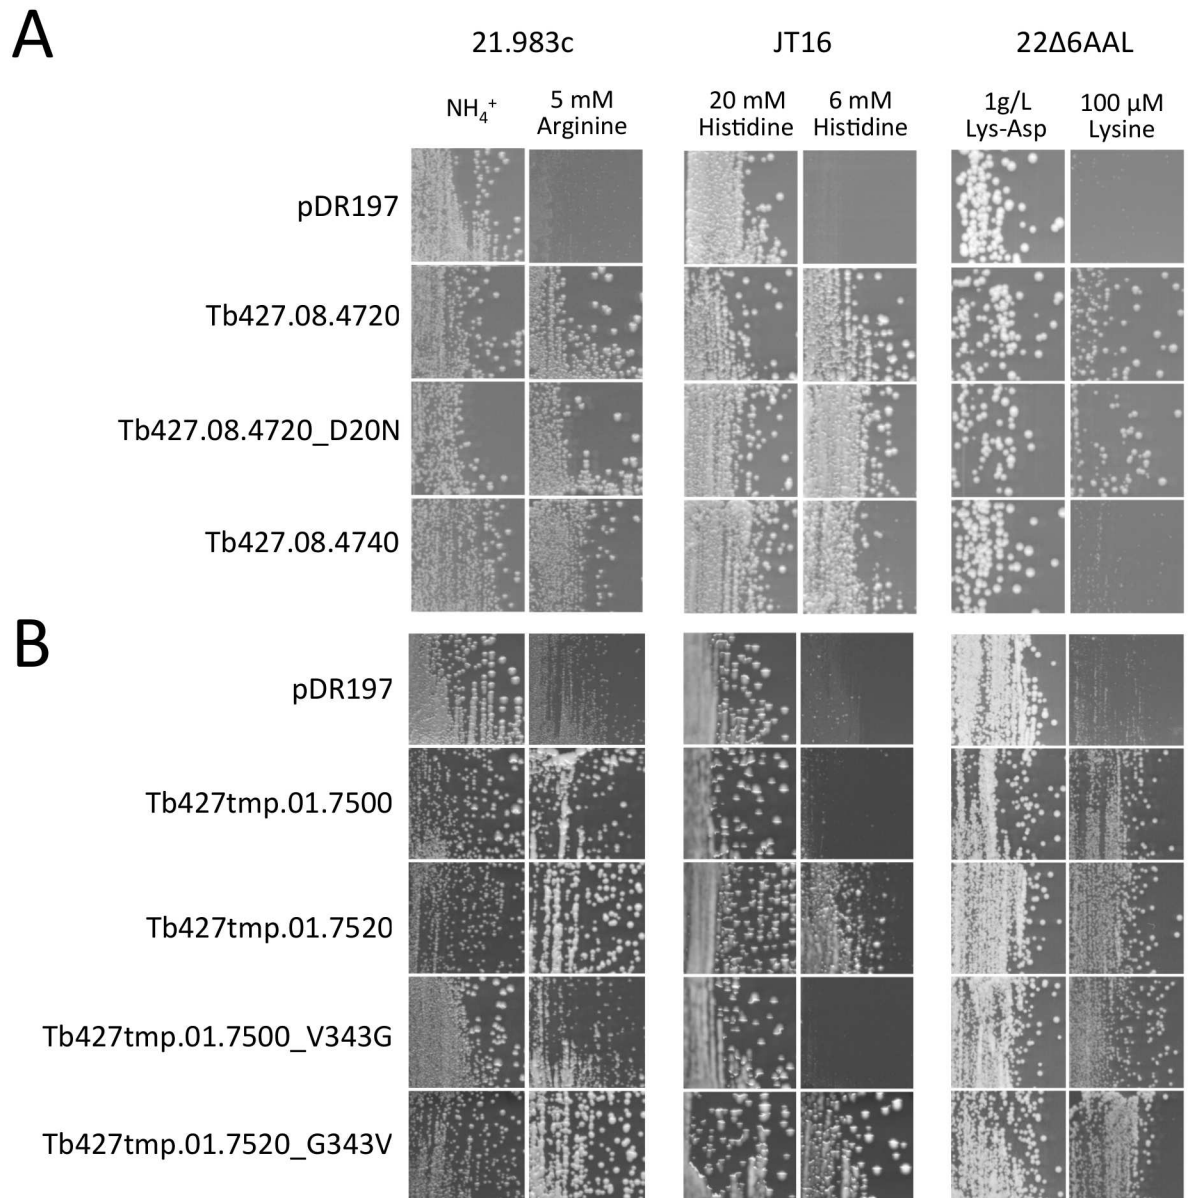 A
21.983c
JT16
22Δ6AAL
NH₄⁺
5 mM
Arginine
20 mM
Histidine
6 mM
Histidine
1g/L
Lys-Asp
100 µM
Lysine
pDR197
Tb427.08.4720
Tb427.08.4720_D20N
Tb427.08.4740
B
pDR197
Tb427tmp.01.7500
Tb427tmp.01.7520
Tb427tmp.01.7500_V343G
Tb427tmp.01.7520_G343V